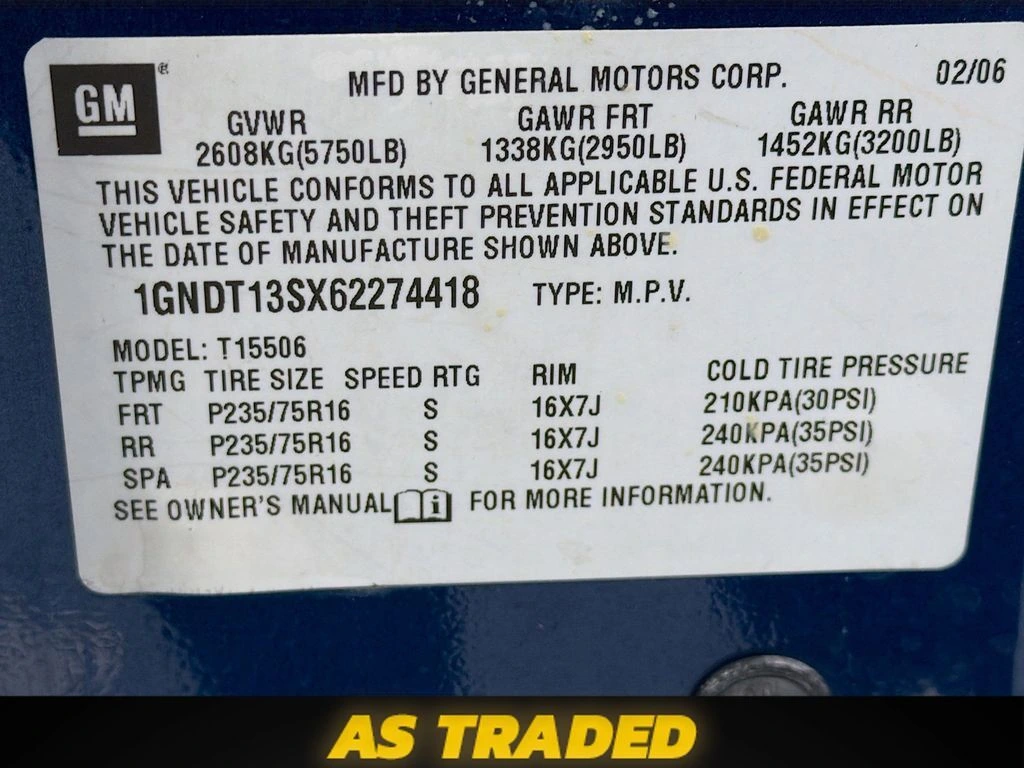 GM
MFD BY GENERAL MOTORS CORP. 02/06
GVWR GAWR FRT GAWR RR
2608KG(5750LB) 1338KG(2950LB) 1452KG(3200LB)
THIS VEHICLE CONFORMS TO ALL APPLICABLE U.S. FEDERAL MOTOR
VEHICLE SAFETY AND THEFT PREVENTION STANDARDS IN EFFECT ON
THE DATE OF MANUFACTURE SHOWN ABOVE.
1GNDT13SX62274418 TYPE: M.P.V.
MODEL: T15506
TPMG TIRE SIZE SPEED RTG RIM COLD TIRE PRESSURE
FRT P235/75R16 S 16X7J 210KPA(30PSI)
RR P235/75R16 S 16X7J 240KPA(35PSI)
SPA P235/75R16 S 16X7J 240KPA(35PSI)
SEE OWNER'S MANUAL i FOR MORE INFORMATION.
AS TRADED